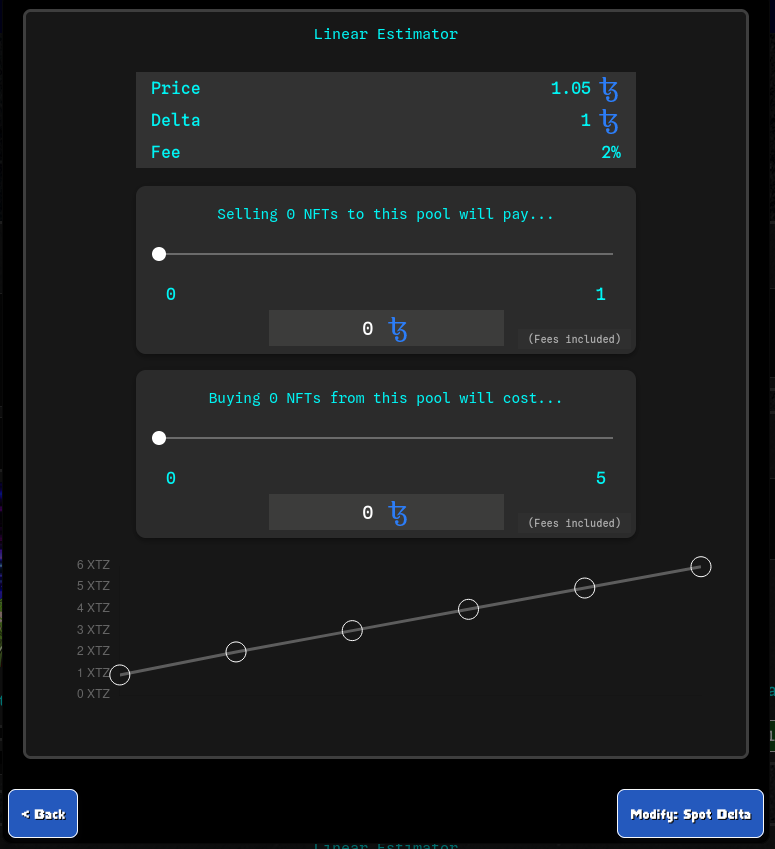 Linear Estimator
Price 1.05 ꜩ
Delta 1 ꜩ
Fee 2%
Selling 0 NFTs to this pool will pay...
0 1
0 ꜩ (Fees included)
Buying 0 NFTs from this pool will cost...
0 5
0 ꜩ (Fees included)
6 XTZ
5 XTZ
4 XTZ
3 XTZ
2 XTZ
1 XTZ
0 XTZ
< Back Modify: Spot Delta
Linear Estimator